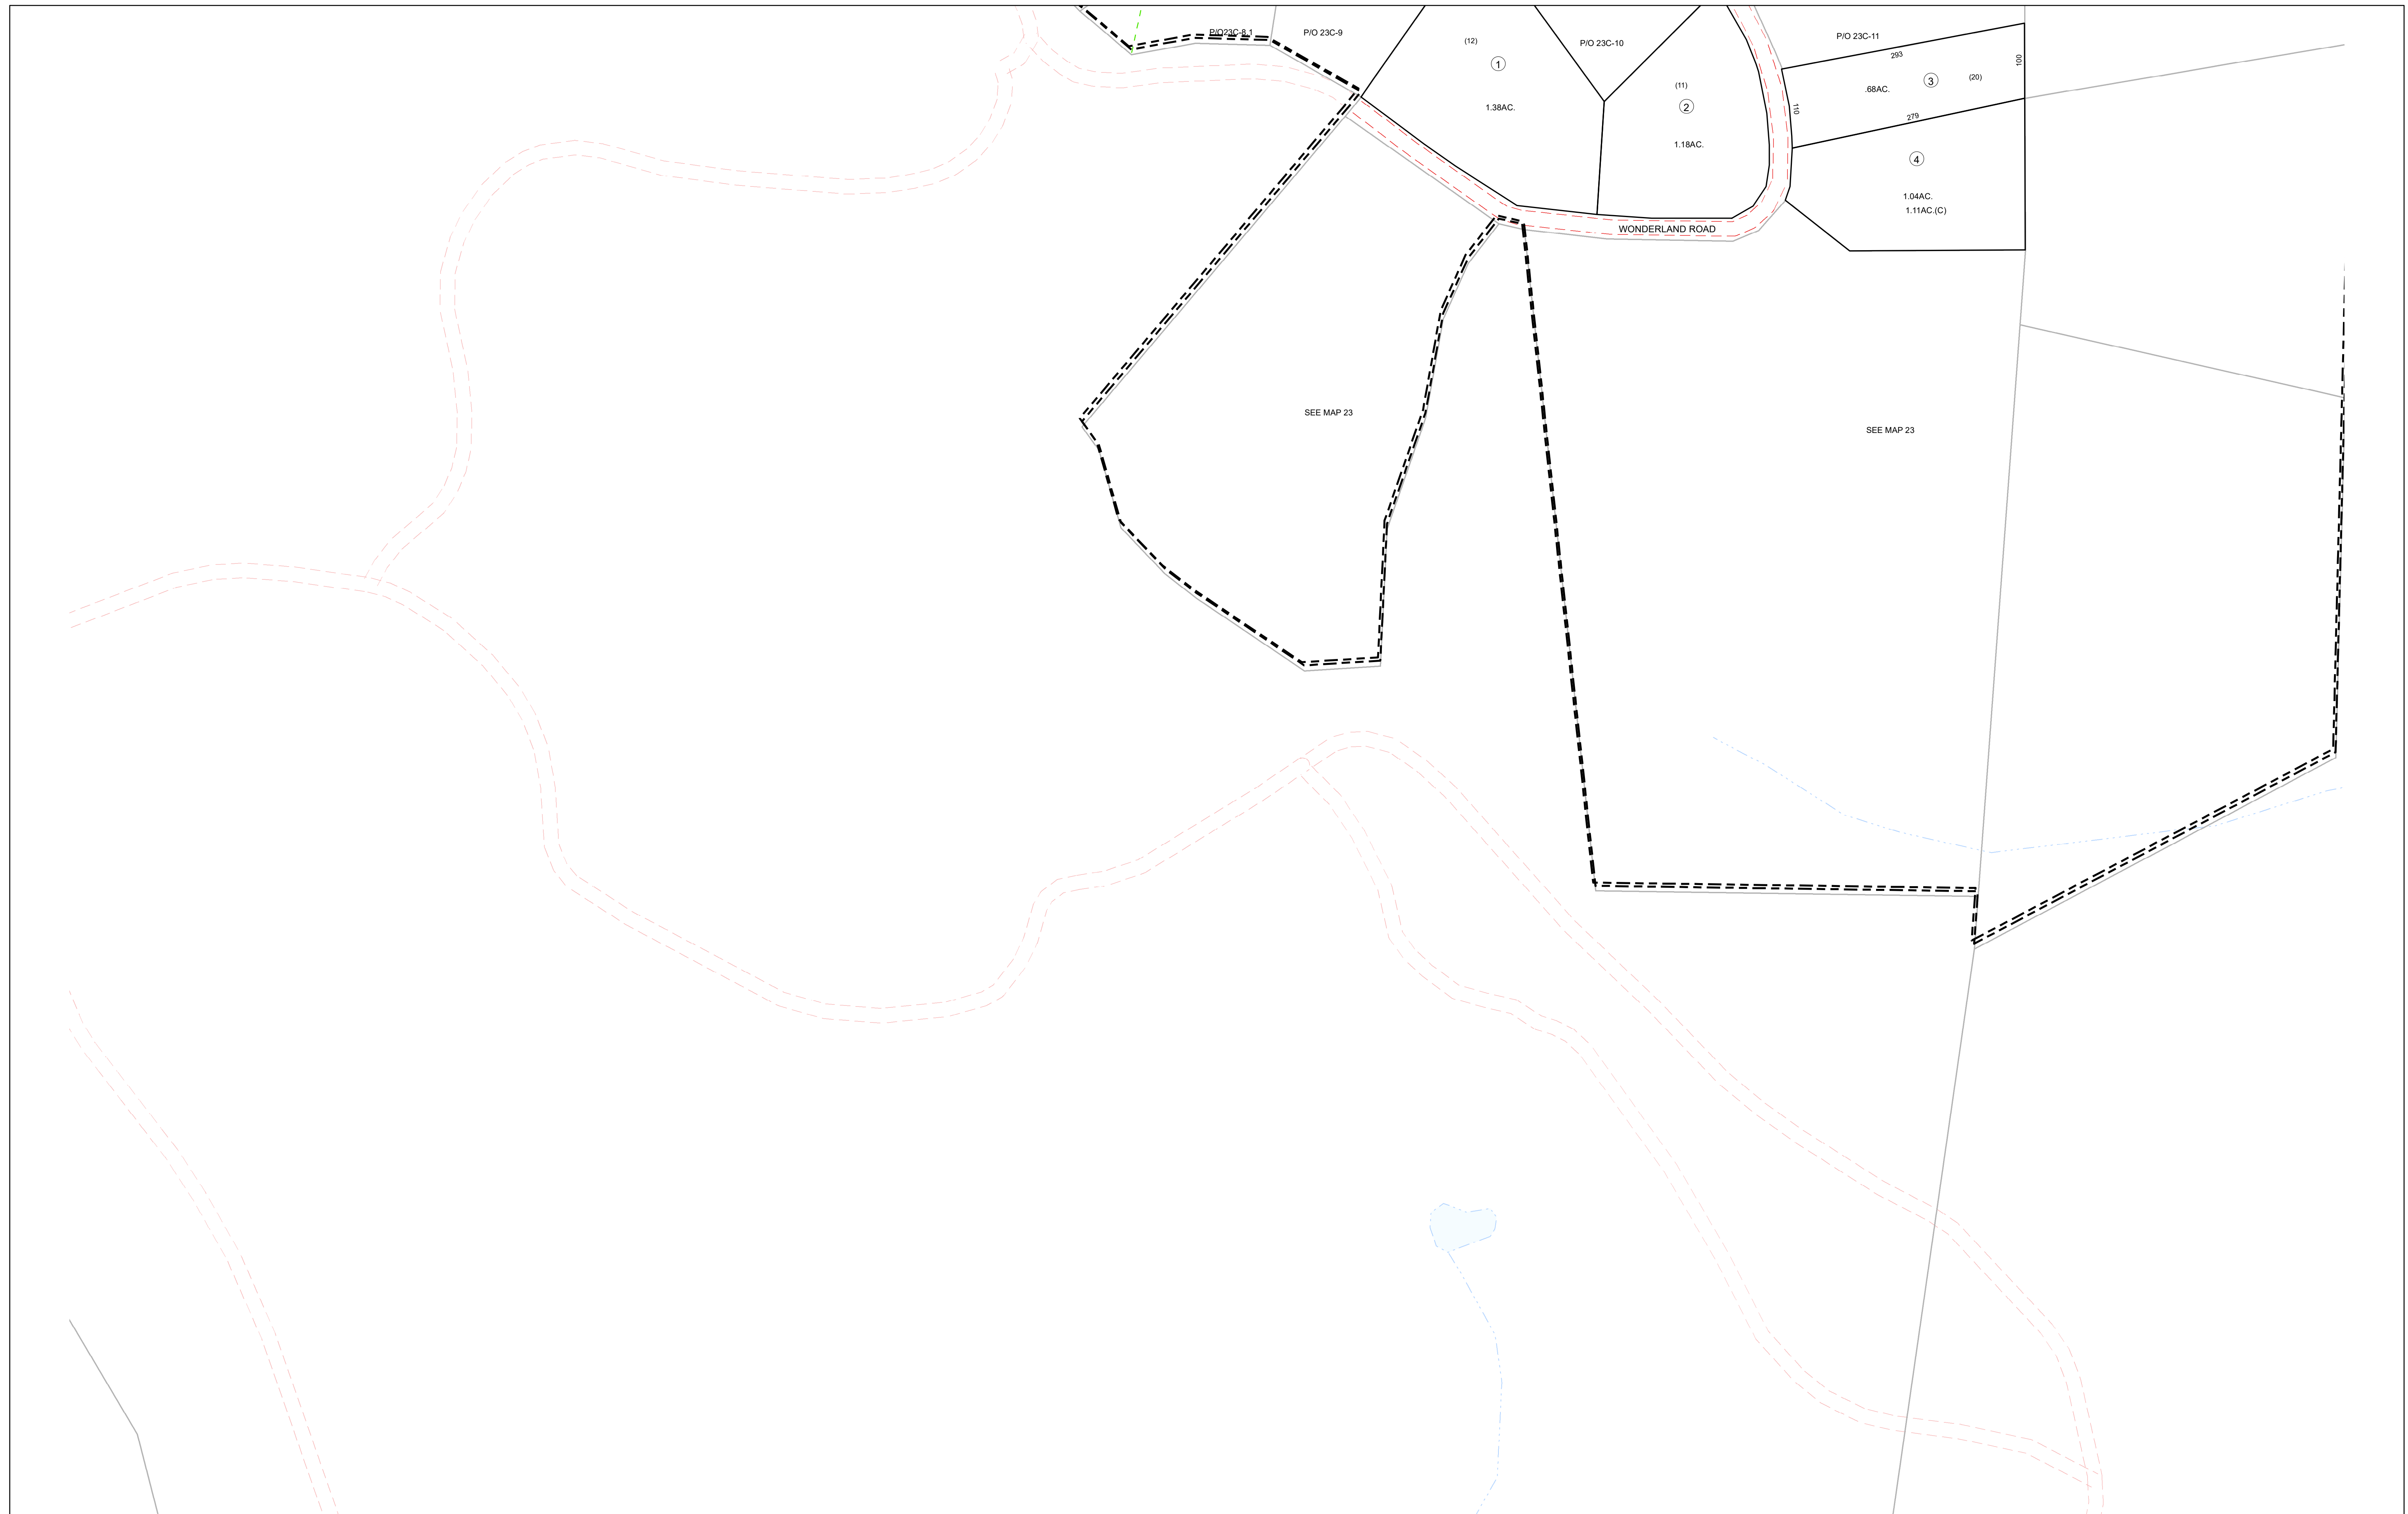 P/O23C-8.1
P/O 23C-9
(12)
1
1.38AC.
P/O 23C-10
(11)
2
1.18AC.
P/O 23C-11
293
100
3
(20)
.68AC.
110
279
4
1.04AC.
1.11AC.(C)
WONDERLAND ROAD
SEE MAP 23
SEE MAP 23